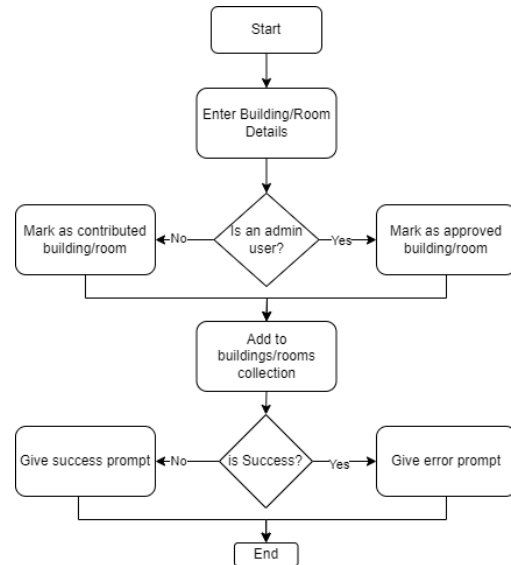 Start
Enter Building/Room
Details
Is an admin
user?
No
Yes
Mark as contributed
building/room
Mark as approved
building/room
Add to
buildings/rooms
collection
is Success?
No
Yes
Give success prompt
Give error prompt
End